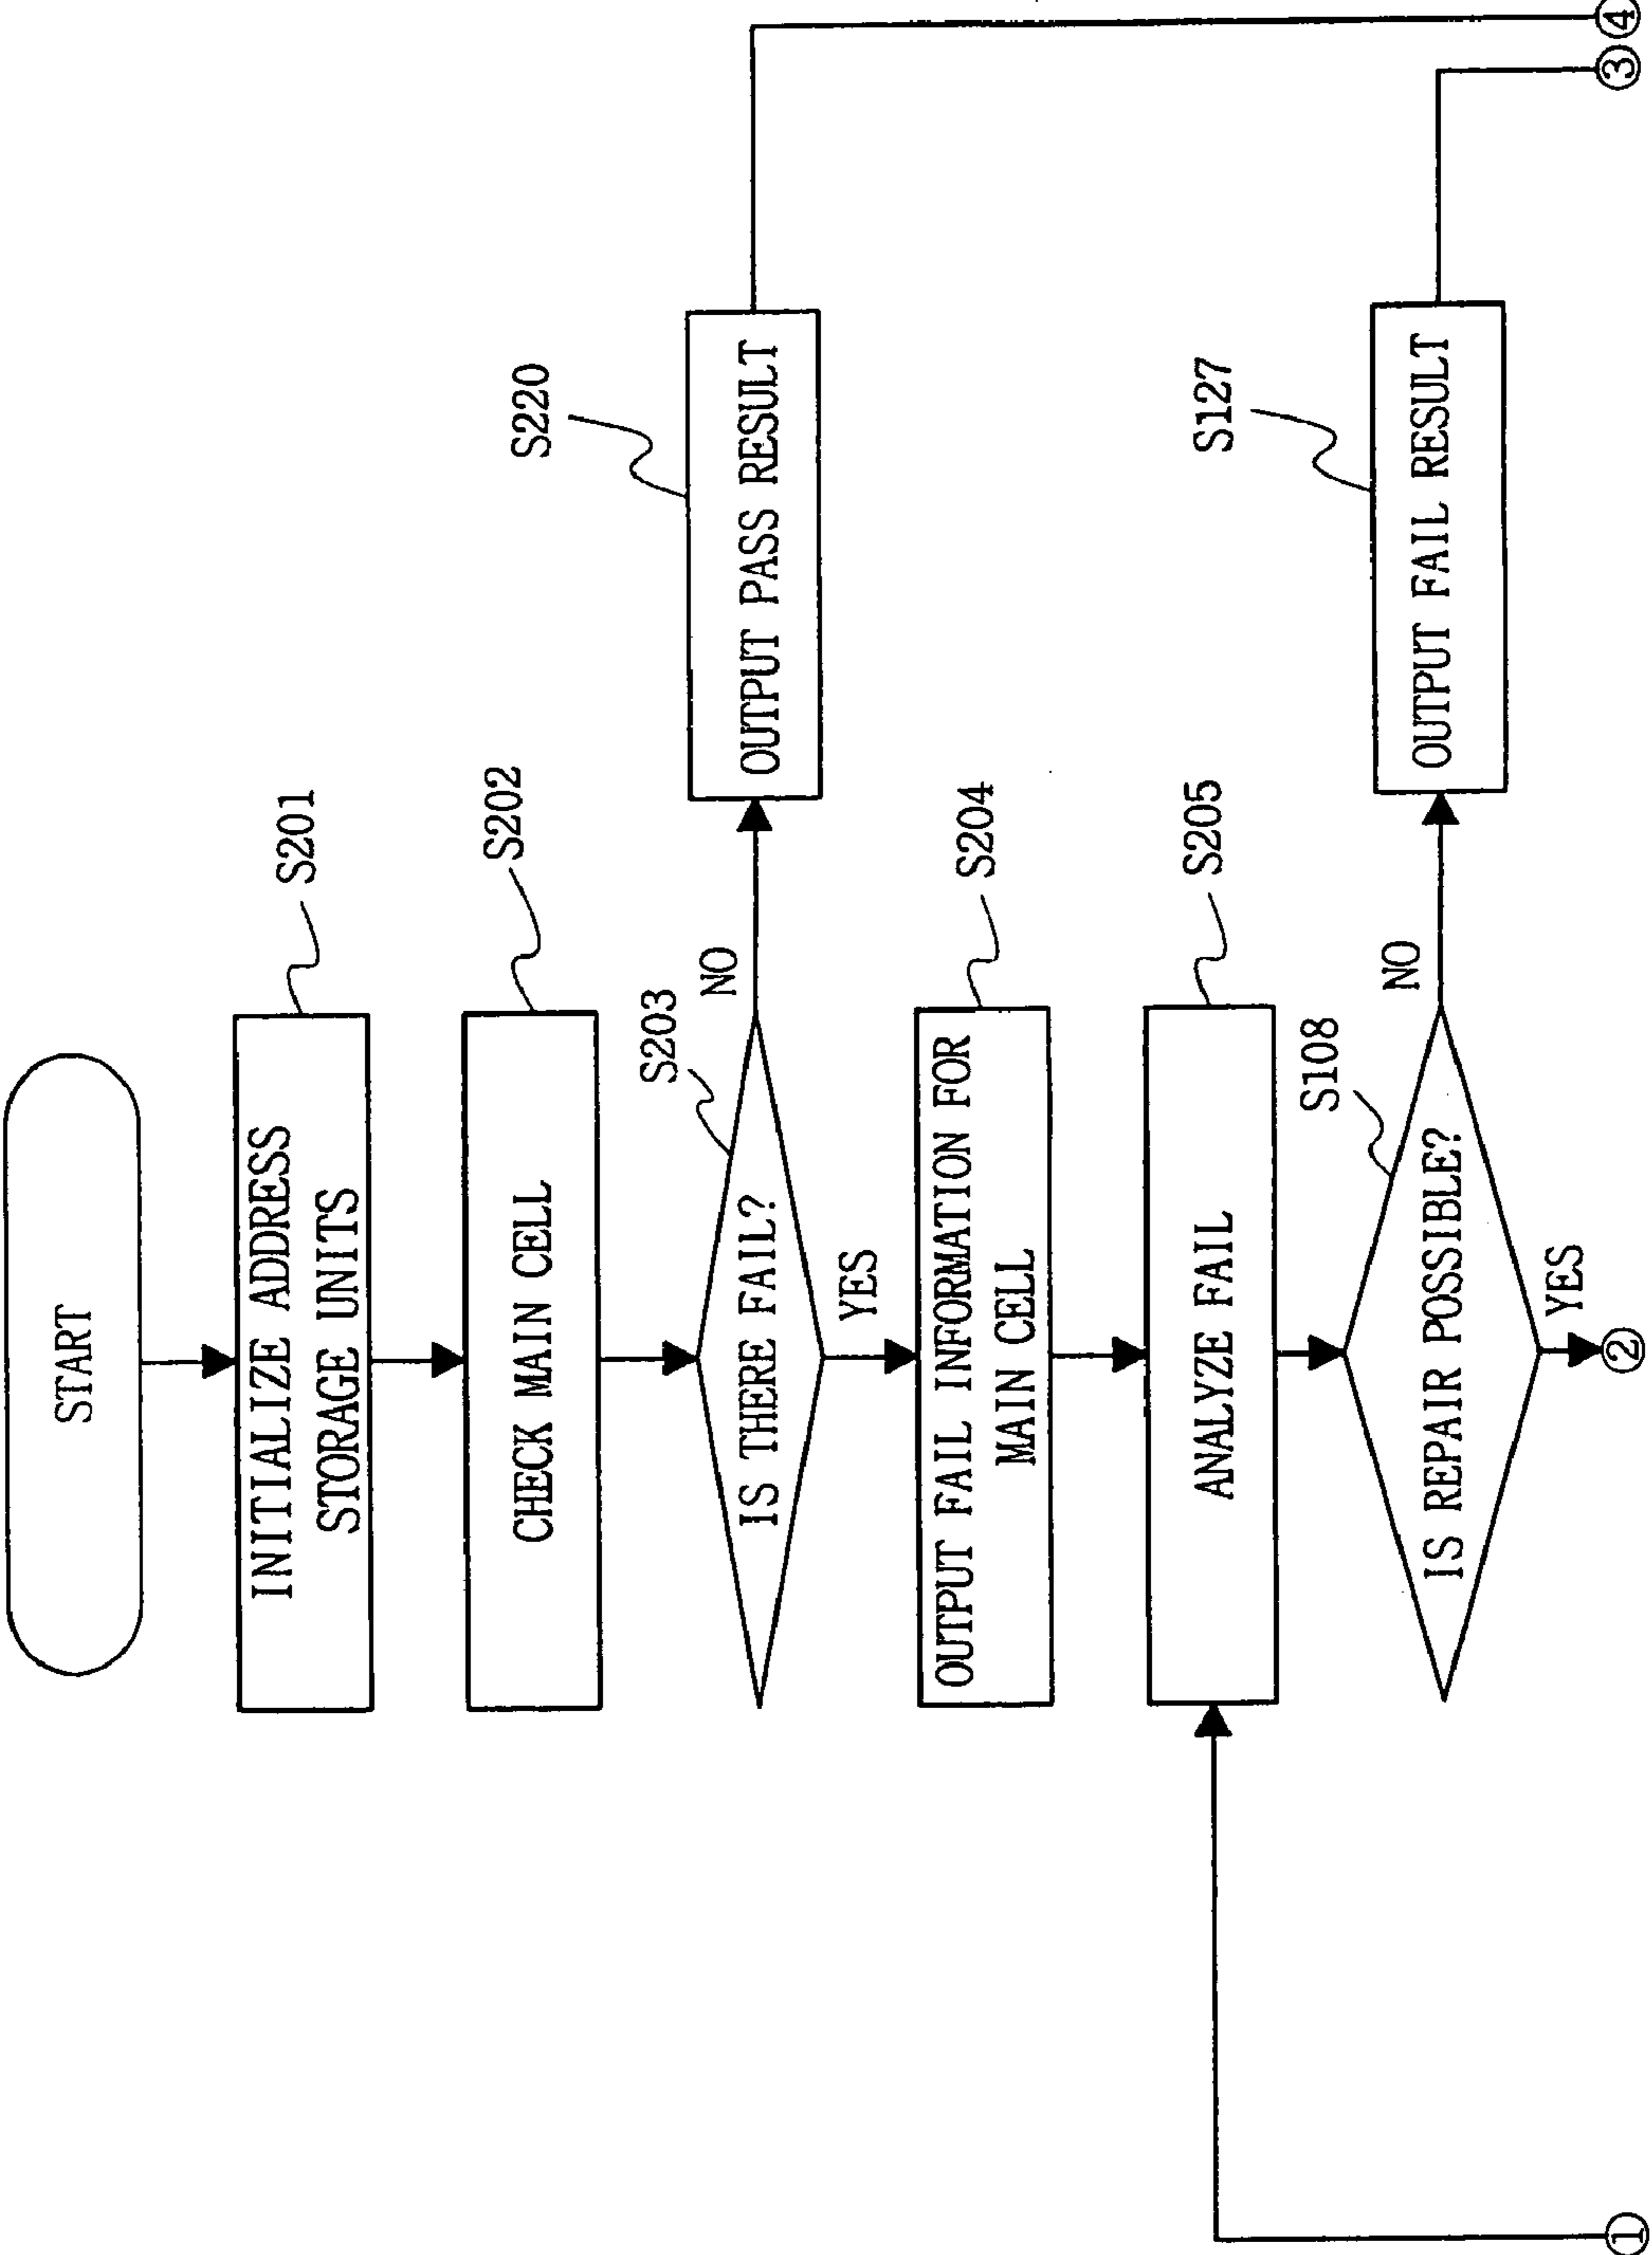 START
INITIALIZE ADDRESS
STORAGE UNITS
S201
CHECK MAIN CELL
S202
IS THERE FAIL?
S203
NO
OUTPUT PASS RESULT
S220
YES
OUTPUT FAIL INFORMATION FOR
MAIN CELL
S204
ANALYZE FAIL
S205
IS REPAIR POSSIBLE?
S108
NO
OUTPUT FAIL RESULT
S127
YES
①
②
③
④